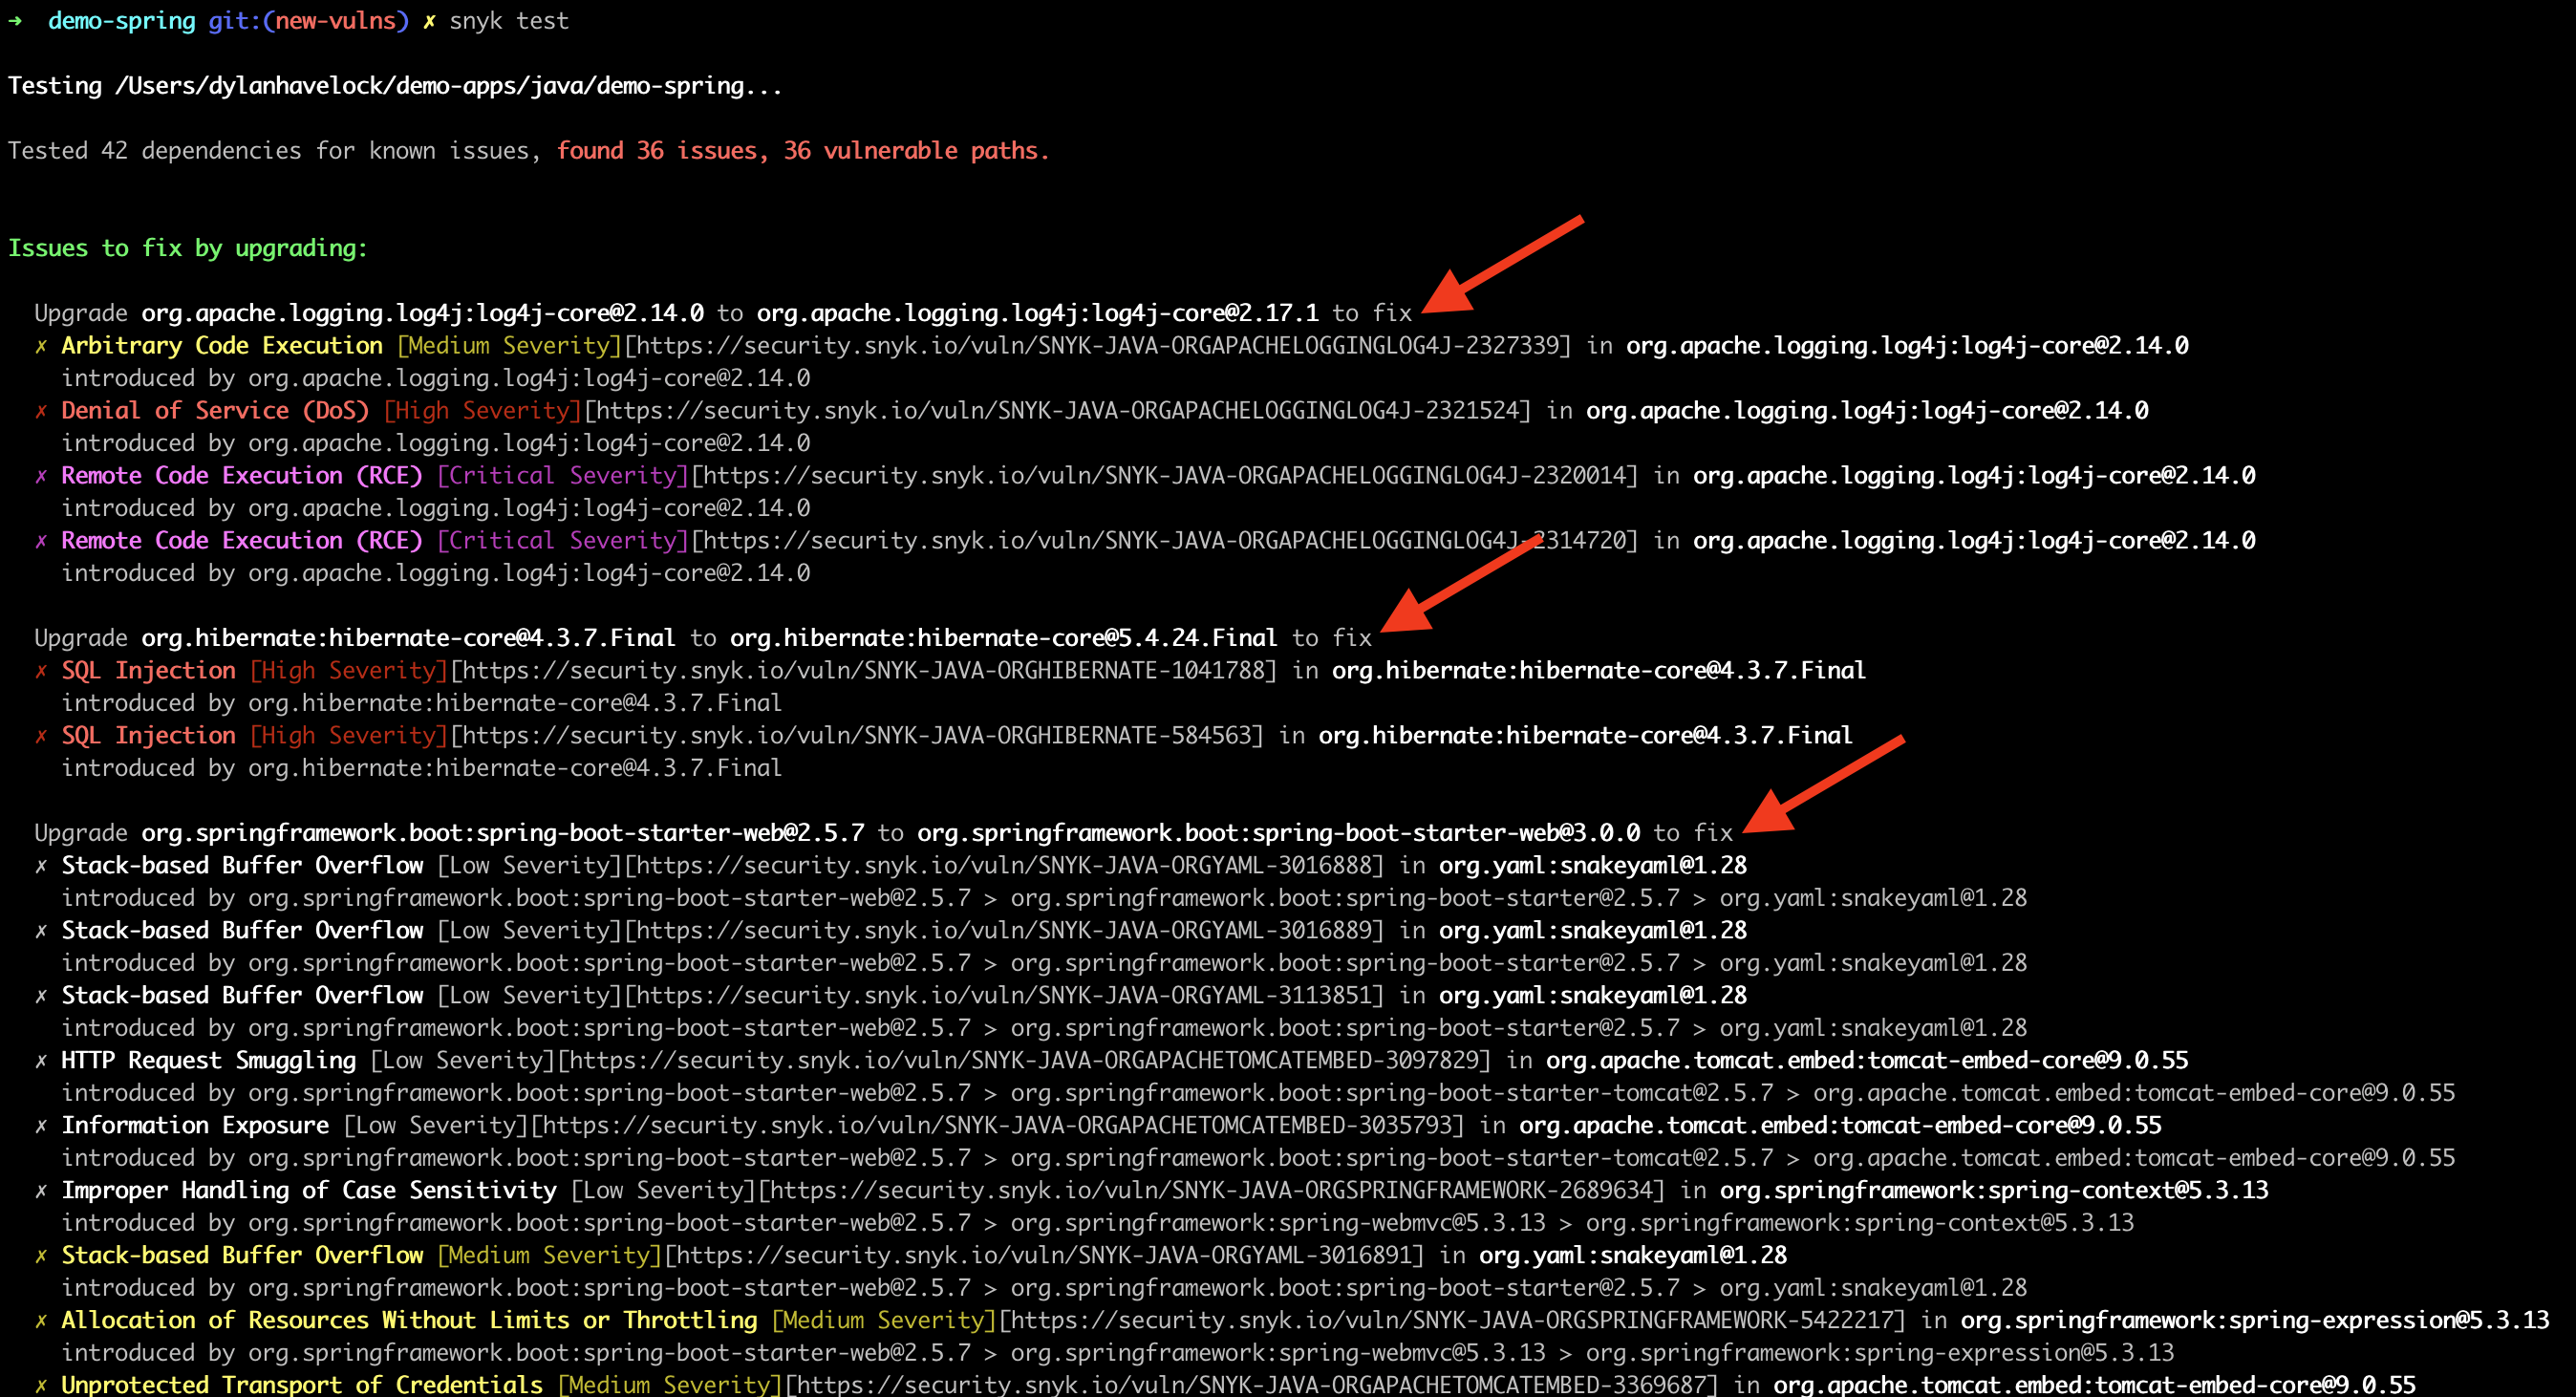 → demo-spring git:(new-vulns) ✗ snyk test
Testing /Users/dylanhavelock/demo-apps/java/demo-spring...
Tested 42 dependencies for known issues, found 36 issues, 36 vulnerable paths.
Issues to fix by upgrading:
Upgrade org.apache.logging.log4j:log4j-core@2.14.0 to org.apache.logging.log4j:log4j-core@2.17.1 to fix
✗ Arbitrary Code Execution [Medium Severity][https://security.snyk.io/vuln/SNYK-JAVA-ORGAPACHELOGGINGLOG4J-2327339] in org.apache.logging.log4j:log4j-core@2.14.0
introduced by org.apache.logging.log4j:log4j-core@2.14.0
✗ Denial of Service (DoS) [High Severity][https://security.snyk.io/vuln/SNYK-JAVA-ORGAPACHELOGGINGLOG4J-2321524] in org.apache.logging.log4j:log4j-core@2.14.0
introduced by org.apache.logging.log4j:log4j-core@2.14.0
✗ Remote Code Execution (RCE) [Critical Severity][https://security.snyk.io/vuln/SNYK-JAVA-ORGAPACHELOGGINGLOG4J-2320014] in org.apache.logging.log4j:log4j-core@2.14.0
introduced by org.apache.logging.log4j:log4j-core@2.14.0
✗ Remote Code Execution (RCE) [Critical Severity][https://security.snyk.io/vuln/SNYK-JAVA-ORGAPACHELOGGINGLOG4J-2314720] in org.apache.logging.log4j:log4j-core@2.14.0
introduced by org.apache.logging.log4j:log4j-core@2.14.0
Upgrade org.hibernate:hibernate-core@4.3.7.Final to org.hibernate:hibernate-core@5.4.24.Final to fix
✗ SQL Injection [High Severity][https://security.snyk.io/vuln/SNYK-JAVA-ORGHIBERNATE-1041788] in org.hibernate:hibernate-core@4.3.7.Final
introduced by org.hibernate:hibernate-core@4.3.7.Final
✗ SQL Injection [High Severity][https://security.snyk.io/vuln/SNYK-JAVA-ORGHIBERNATE-584563] in org.hibernate:hibernate-core@4.3.7.Final
introduced by org.hibernate:hibernate-core@4.3.7.Final
Upgrade org.springframework.boot:spring-boot-starter-web@2.5.7 to org.springframework.boot:spring-boot-starter-web@3.0.0 to fix
✗ Stack-based Buffer Overflow [Low Severity][https://security.snyk.io/vuln/SNYK-JAVA-ORGYAML-3016888] in org.yaml:snakeyaml@1.28
introduced by org.springframework.boot:spring-boot-starter-web@2.5.7 > org.springframework.boot:spring-boot-starter@2.5.7 > org.yaml:snakeyaml@1.28
✗ Stack-based Buffer Overflow [Low Severity][https://security.snyk.io/vuln/SNYK-JAVA-ORGYAML-3016889] in org.yaml:snakeyaml@1.28
introduced by org.springframework.boot:spring-boot-starter-web@2.5.7 > org.springframework.boot:spring-boot-starter@2.5.7 > org.yaml:snakeyaml@1.28
✗ Stack-based Buffer Overflow [Low Severity][https://security.snyk.io/vuln/SNYK-JAVA-ORGYAML-3113851] in org.yaml:snakeyaml@1.28
introduced by org.springframework.boot:spring-boot-starter-web@2.5.7 > org.springframework.boot:spring-boot-starter@2.5.7 > org.yaml:snakeyaml@1.28
✗ HTTP Request Smuggling [Low Severity][https://security.snyk.io/vuln/SNYK-JAVA-ORGAPACHETOMCATEMBED-3097829] in org.apache.tomcat.embed:tomcat-embed-core@9.0.55
introduced by org.springframework.boot:spring-boot-starter-web@2.5.7 > org.springframework.boot:spring-boot-starter-tomcat@2.5.7 > org.apache.tomcat.embed:tomcat-embed-core@9.0.55
✗ Information Exposure [Low Severity][https://security.snyk.io/vuln/SNYK-JAVA-ORGAPACHETOMCATEMBED-3035793] in org.apache.tomcat.embed:tomcat-embed-core@9.0.55
introduced by org.springframework.boot:spring-boot-starter-web@2.5.7 > org.springframework.boot:spring-boot-starter-tomcat@2.5.7 > org.apache.tomcat.embed:tomcat-embed-core@9.0.55
✗ Improper Handling of Case Sensitivity [Low Severity][https://security.snyk.io/vuln/SNYK-JAVA-ORGSPRINGFRAMEWORK-2689634] in org.springframework:spring-context@5.3.13
introduced by org.springframework.boot:spring-boot-starter-web@2.5.7 > org.springframework:spring-webmvc@5.3.13 > org.springframework:spring-context@5.3.13
✗ Stack-based Buffer Overflow [Medium Severity][https://security.snyk.io/vuln/SNYK-JAVA-ORGYAML-3016891] in org.yaml:snakeyaml@1.28
introduced by org.springframework.boot:spring-boot-starter-web@2.5.7 > org.springframework.boot:spring-boot-starter@2.5.7 > org.yaml:snakeyaml@1.28
✗ Allocation of Resources Without Limits or Throttling [Medium Severity][https://security.snyk.io/vuln/SNYK-JAVA-ORGSPRINGFRAMEWORK-5422217] in org.springframework:spring-expression@5.3.13
introduced by org.springframework.boot:spring-boot-starter-web@2.5.7 > org.springframework:spring-webmvc@5.3.13 > org.springframework:spring-expression@5.3.13
✗ Unprotected Transport of Credentials [Medium Severity][https://security.snyk.io/vuln/SNYK-JAVA-ORGAPACHETOMCATEMBED-3369687] in org.apache.tomcat.embed:tomcat-embed-core@9.0.55